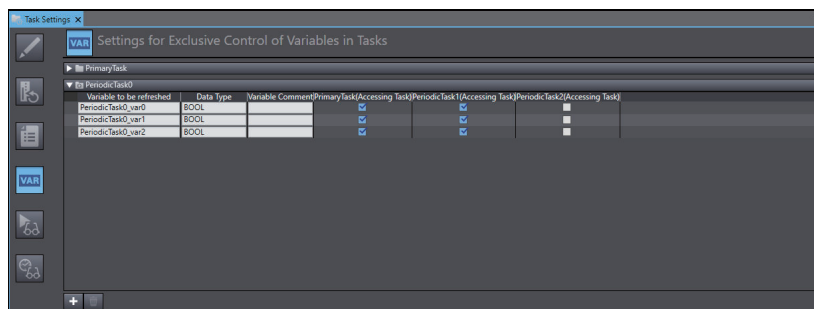 Task Settings
VAR Settings for Exclusive Control of Variables in Tasks
PrimaryTask
PeriodicTask0
Variable to be refreshed Data Type Variable Comment PrimaryTask(Accessing Task) PeriodicTask1(Accessing Task) PeriodicTask2(Accessing Task)
PeriodicTask0_var0 BOOL
PeriodicTask0_var1 BOOL
PeriodicTask0_var2 BOOL
VAR